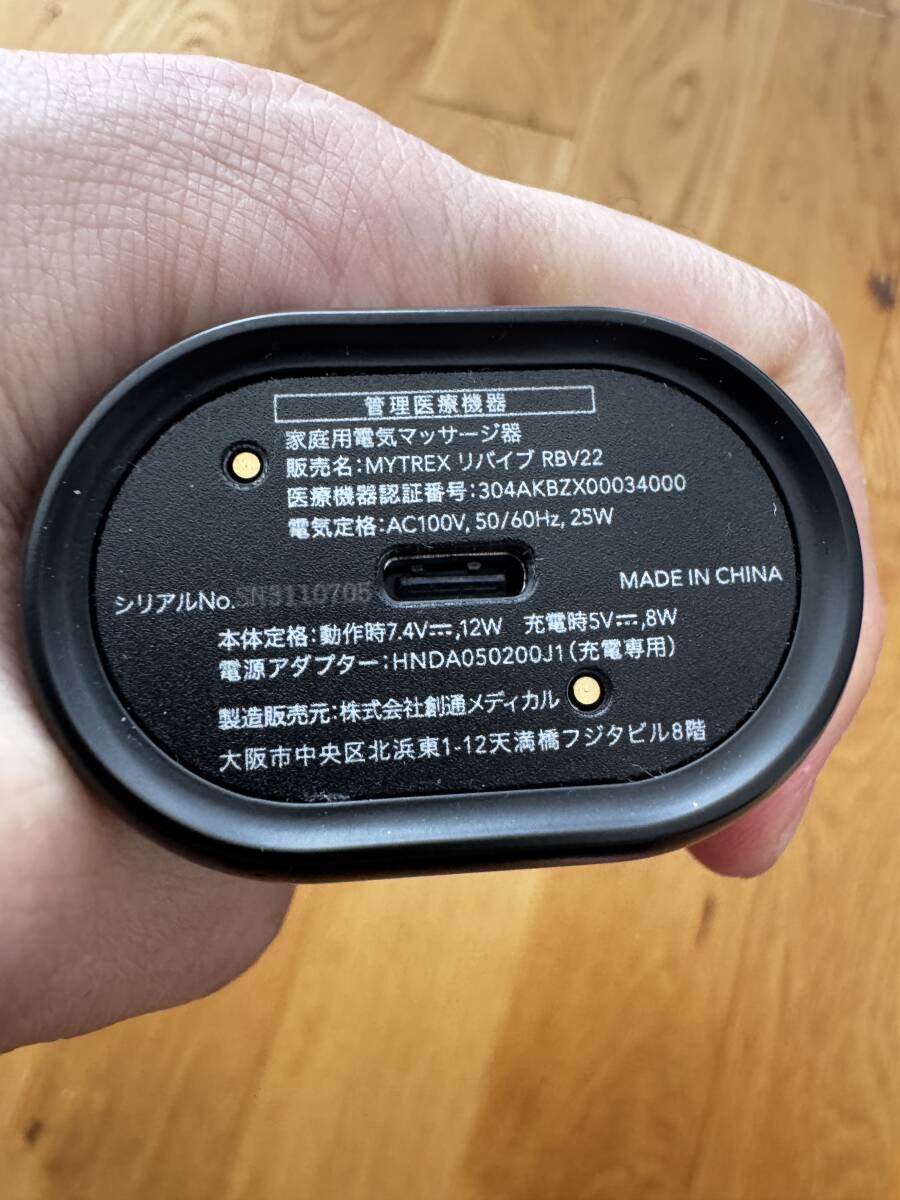 管理医療機器
家庭用電気マッサージ器
販売名:MYTREX リバイブ RBV22
医療機器認証番号:304AKBZX00034000
電気定格:AC100V, 50/60Hz, 25W
シリアルNo.SN3110705
MADE IN CHINA
本体定格:動作時7.4V⎓,12W 充電時5V⎓,8W
電源アダプター:HNDA050200J1(充電専用)
製造販売元:株式会社創通メディカル
大阪市中央区北浜東1-12天満橋フジタビル8階